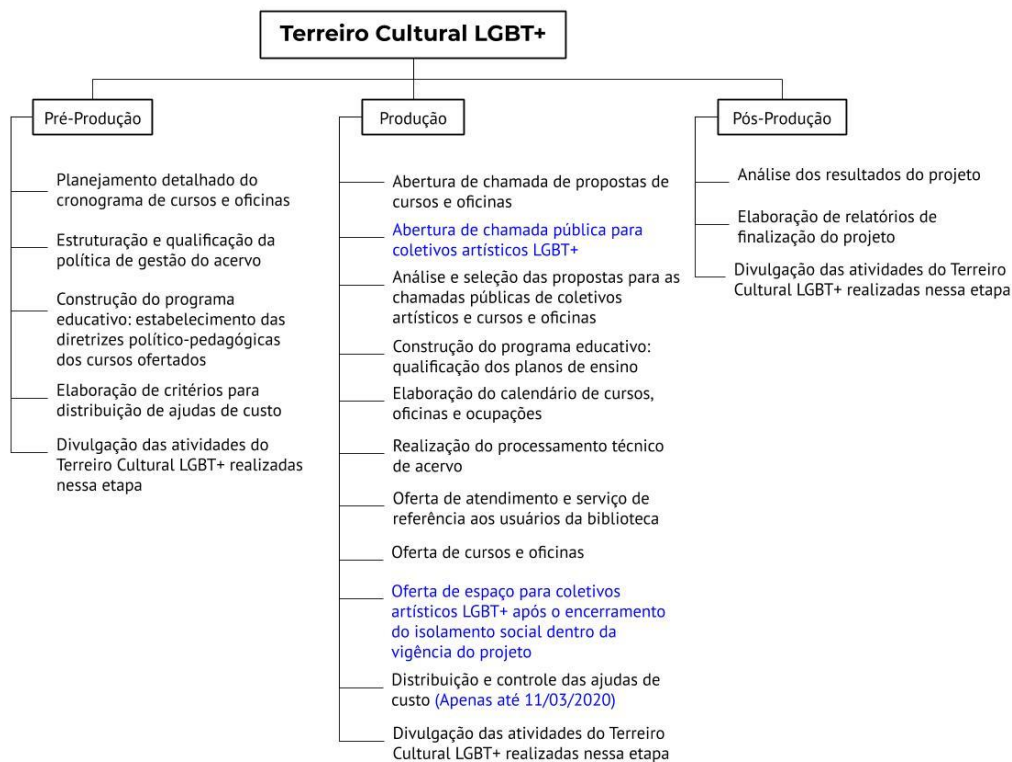 Terreiro Cultural LGBT+
Pré-Produção
Planejamento detalhado do
cronograma de cursos e oficinas
Estruturação e qualificação da
política de gestão do acervo
Construção do programa
educativo: estabelecimento das
diretrizes político-pedagógicas
dos cursos ofertados
Elaboração de critérios para
distribuição de ajudas de custo
Divulgação das atividades do
Terreiro Cultural LGBT+ realizadas
nessa etapa
Produção
Abertura de chamada de propostas de
cursos e oficinas
Abertura de chamada pública para
coletivos artísticos LGBT+
Análise e seleção das propostas para as
chamadas públicas de coletivos
artísticos e cursos e oficinas
Construção do programa educativo:
qualificação dos planos de ensino
Elaboração do calendário de cursos,
oficinas e ocupações
Realização do processamento técnico
de acervo
Oferta de atendimento e serviço de
referência aos usuários da biblioteca
Oferta de cursos e oficinas
Oferta de espaço para coletivos
artísticos LGBT+ após o encerramento
do isolamento social dentro da
vigência do projeto
Distribuição e controle das ajudas de
custo (Apenas até 11/03/2020)
Divulgação das atividades do Terreiro
Cultural LGBT+ realizadas nessa etapa
Pós-Produção
Análise dos resultados do projeto
Elaboração de relatórios de
finalização do projeto
Divulgação das atividades do Terreiro
Cultural LGBT+ realizadas nessa etapa